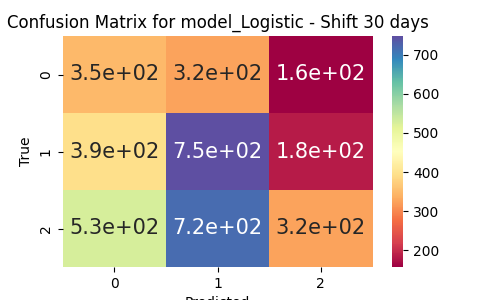 Confusion Matrix for model_Logistic - Shift 30 days
0 3.5e+02 3.2e+02 1.6e+02
1 3.9e+02 7.5e+02 1.8e+02
2 5.3e+02 7.2e+02 3.2e+02
True
0 1 2
Predicted
700
600
500
400
300
200